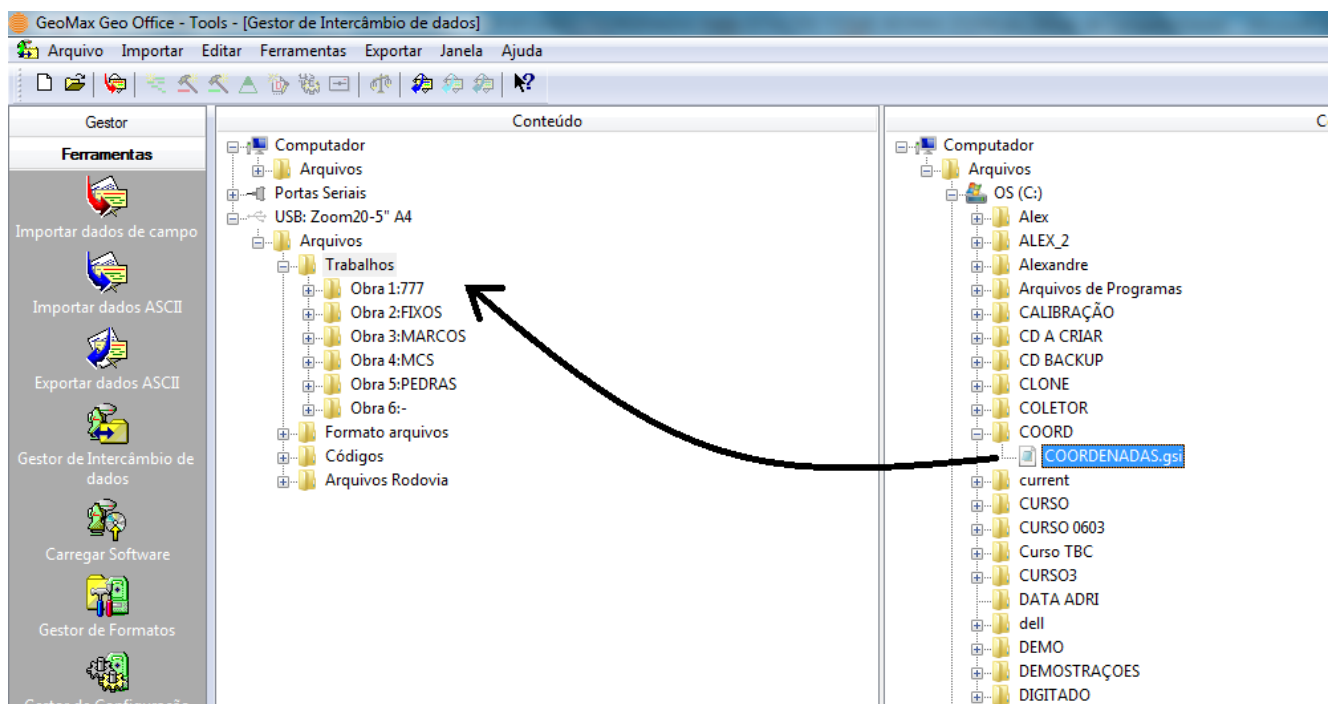 GeoMax Geo Office - Tools - [Gestor de Intercâmbio de dados]
Arquivo Importar Editar Ferramentas Exportar Janela Ajuda
Gestor
Ferramentas
Importar dados de campo
Importar dados ASCII
Exportar dados ASCII
Gestor de Intercâmbio de
dados
Carregar Software
Gestor de Formatos
Conteúdo
Computador
Arquivos
Portas Seriais
USB: Zoom20-5" A4
Arquivos
Trabalhos
Obra 1:777
Obra 2:FIXOS
Obra 3:MARCOS
Obra 4:MCS
Obra 5:PEDRAS
Obra 6:-
Formato arquivos
Códigos
Arquivos Rodovia
Computador
Arquivos
OS (C:)
Alex
ALEX_2
Alexandre
Arquivos de Programas
CALIBRAÇÃO
CD A CRIAR
CD BACKUP
CLONE
COLETOR
COORD
COORDENADAS.gsi
current
CURSO
CURSO 0603
Curso TBC
CURSO3
DATA ADRI
dell
DEMO
DEMOSTRAÇOES
DIGITADO